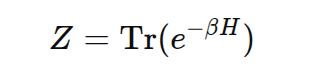 Z = Tr(e^{-βH})